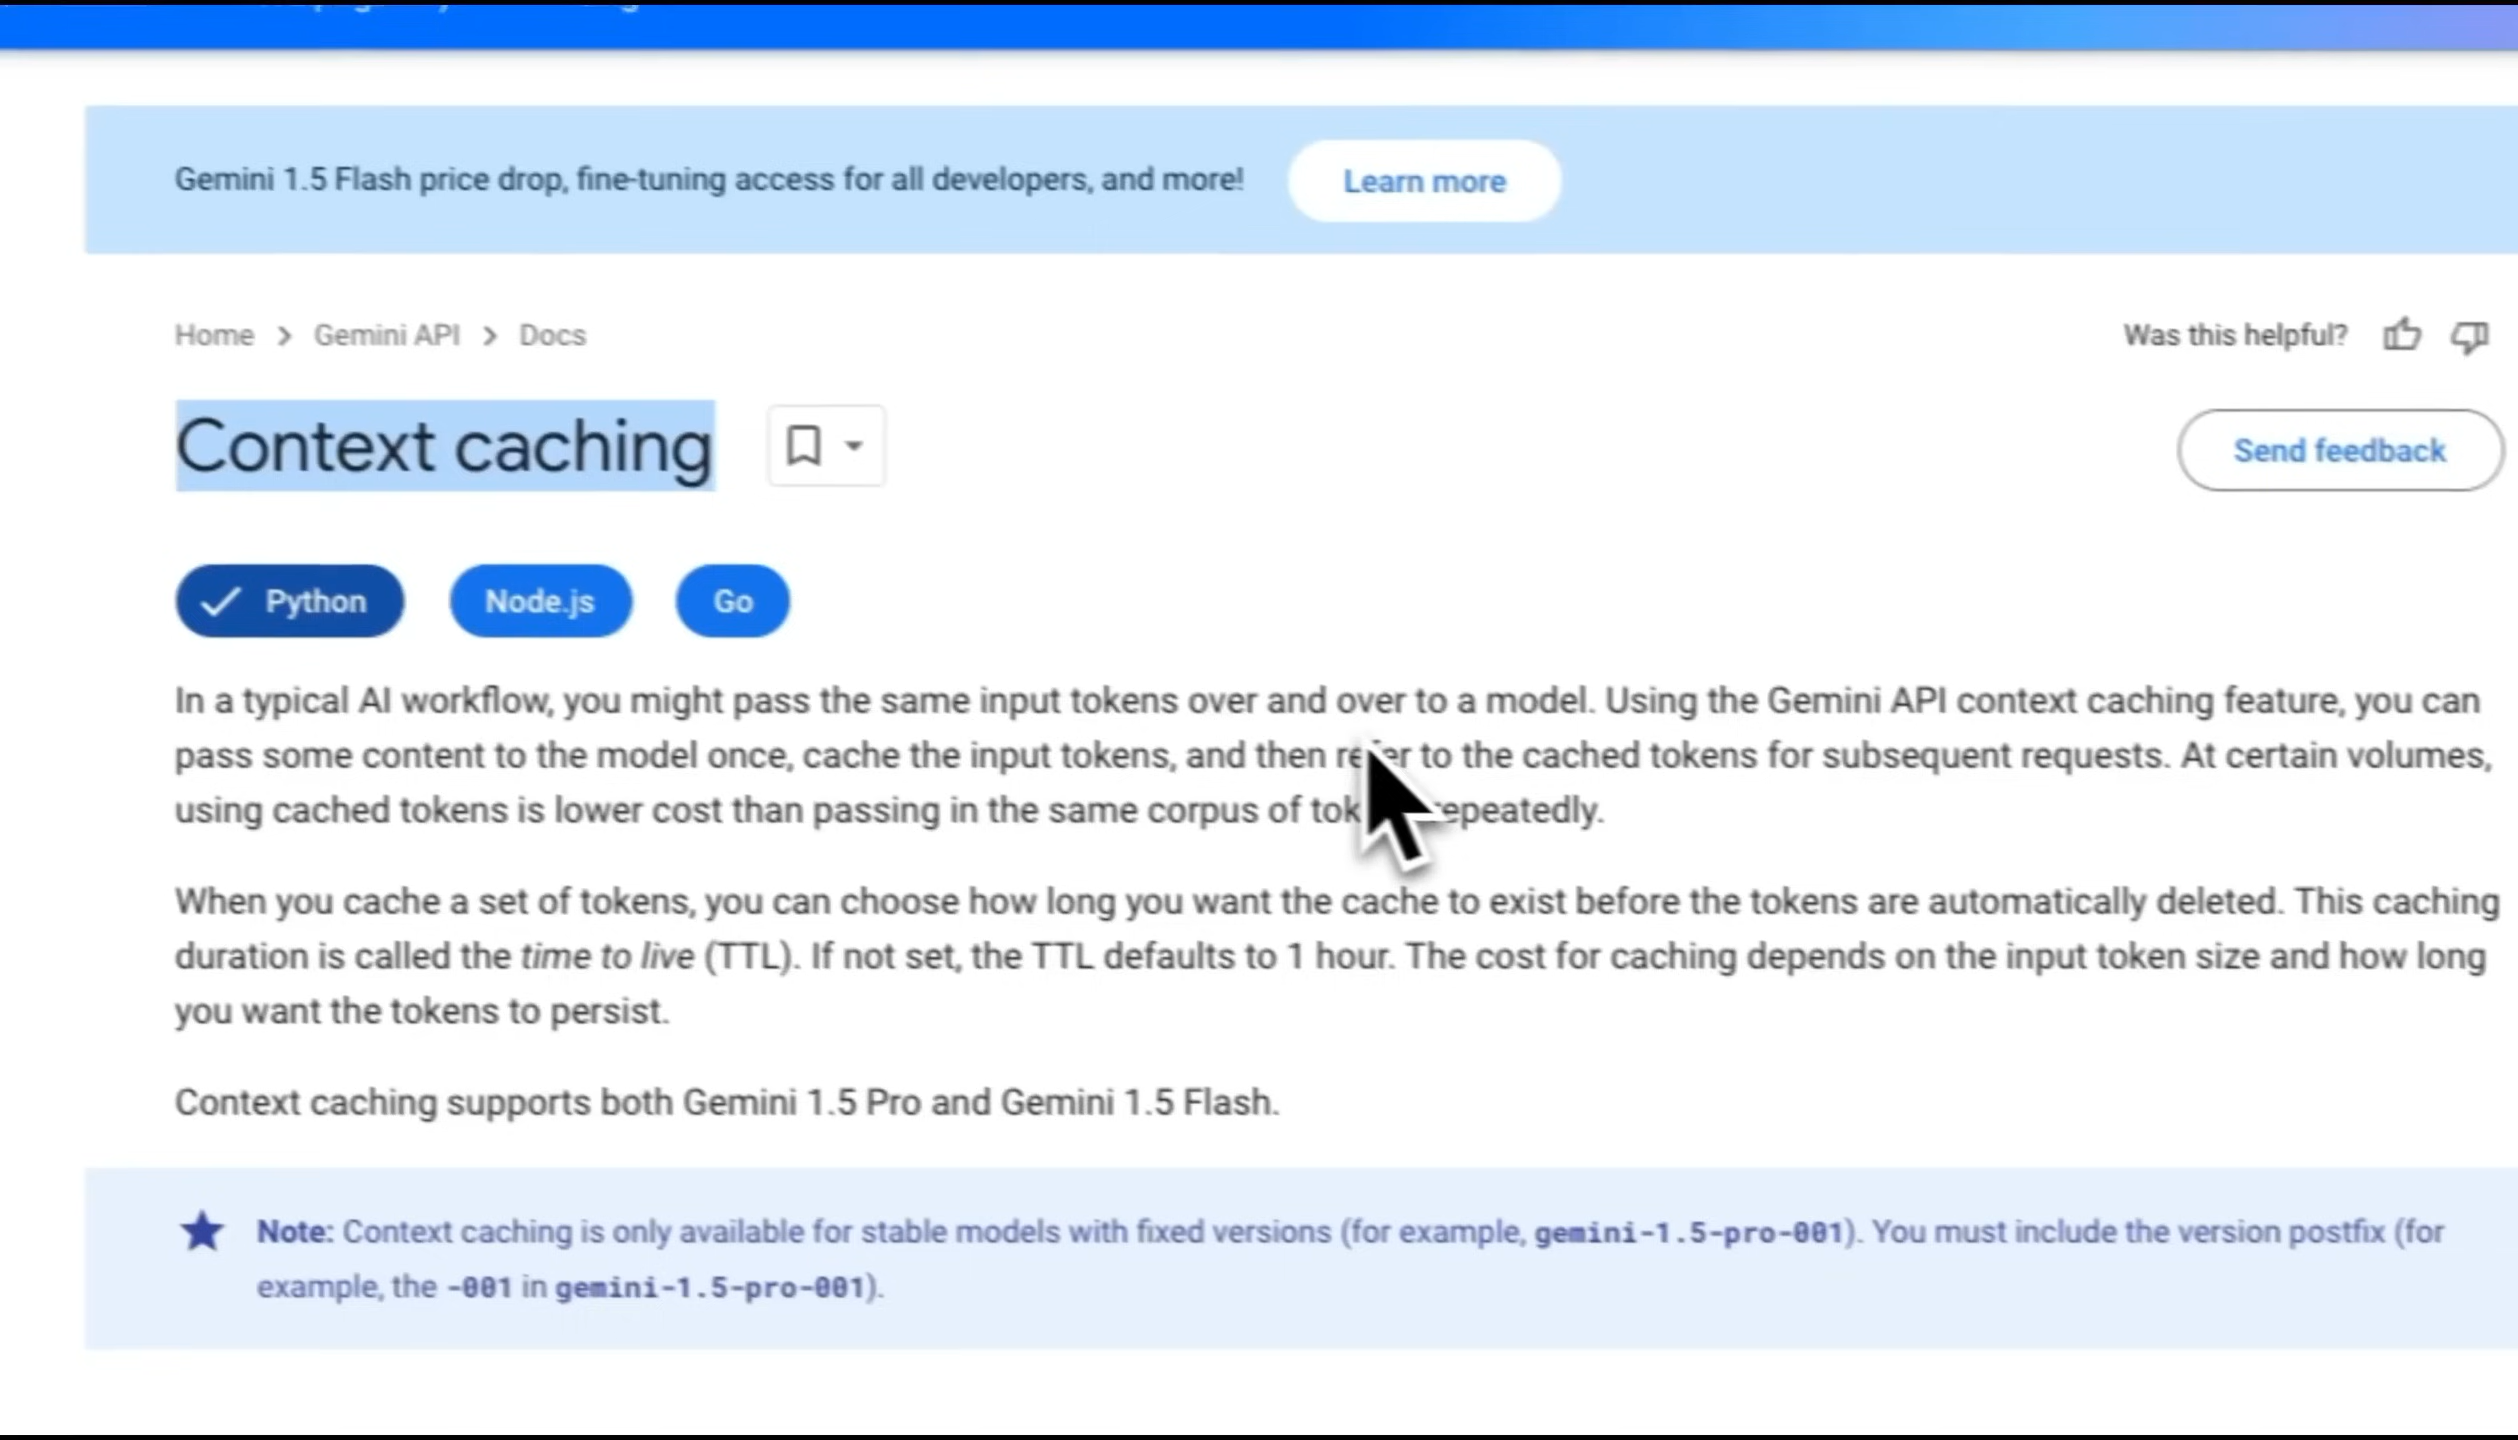 Gemini 1.5 Flash price drop, fine-tuning access for all developers, and more! Learn more
Home > Gemini API > Docs
Was this helpful?
Context caching
Send feedback
Python Node.js Go
In a typical AI workflow, you might pass the same input tokens over and over to a model. Using the Gemini API context caching feature, you can
pass some content to the model once, cache the input tokens, and then refer to the cached tokens for subsequent requests. At certain volumes,
using cached tokens is lower cost than passing in the same corpus of tokens repeatedly.
When you cache a set of tokens, you can choose how long you want the cache to exist before the tokens are automatically deleted. This caching
duration is called the time to live (TTL). If not set, the TTL defaults to 1 hour. The cost for caching depends on the input token size and how long
you want the tokens to persist.
Context caching supports both Gemini 1.5 Pro and Gemini 1.5 Flash.
Note: Context caching is only available for stable models with fixed versions (for example, gemini-1.5-pro-001). You must include the version postfix (for
example, the -001 in gemini-1.5-pro-001).